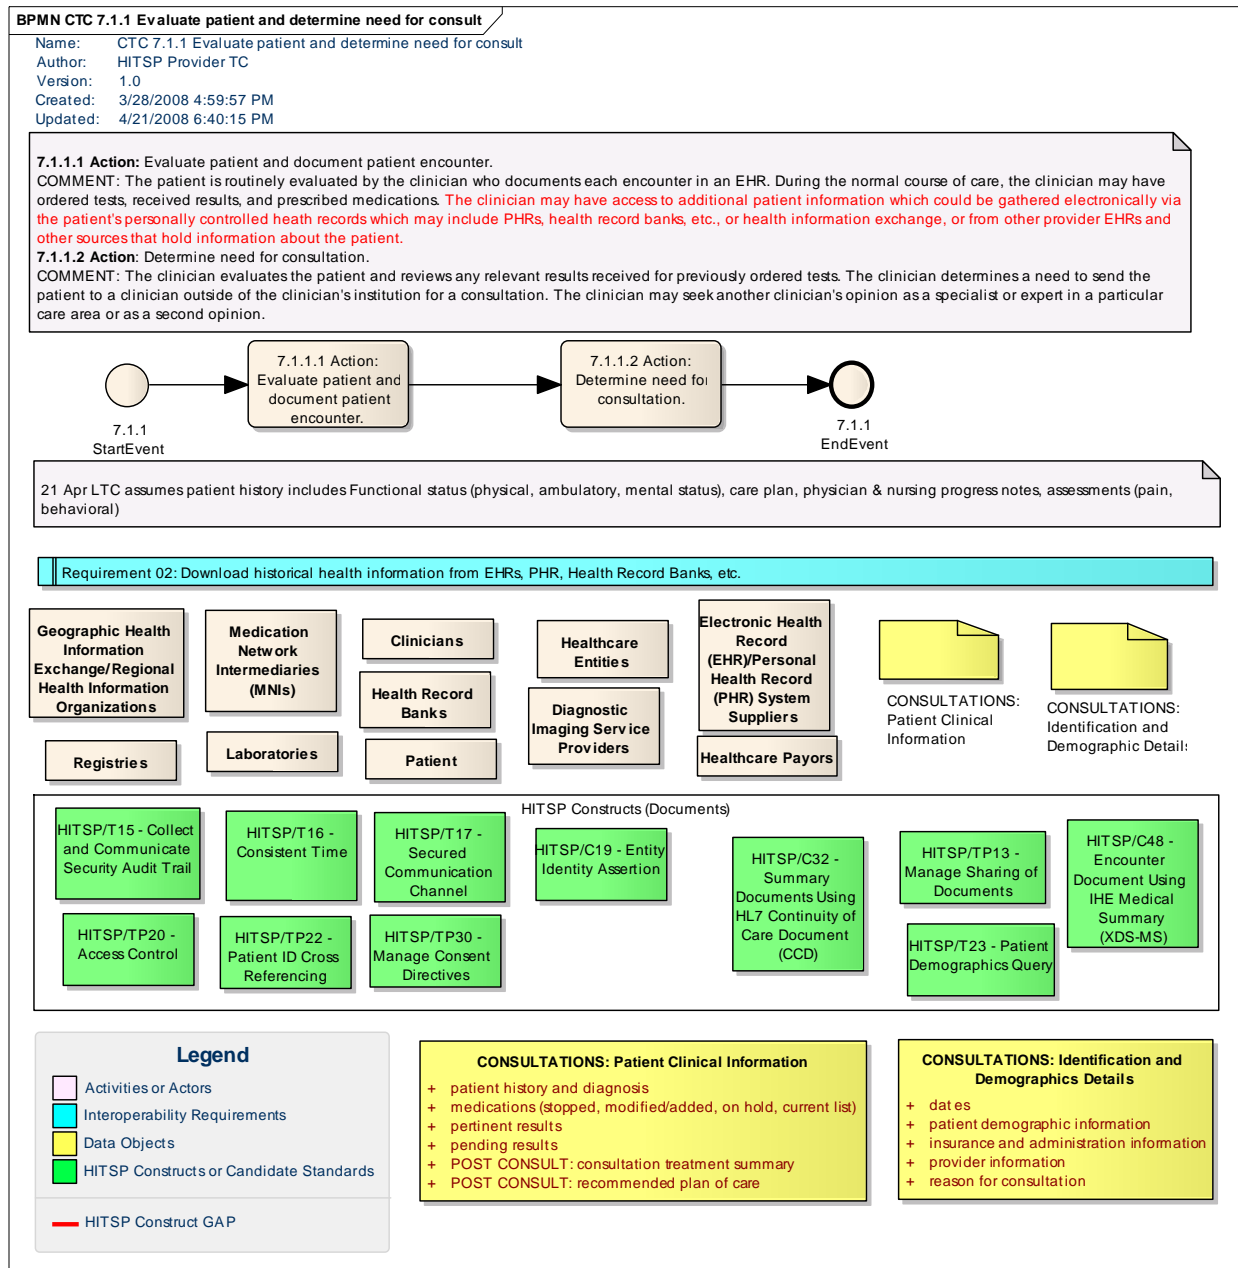 BPMN CTC 7.1.1 Evaluate patient and determine need for consult
Name: CTC 7.1.1 Evaluate patient and determine need for consult
Author: HITSP Provider TC
Version: 1.0
Created: 3/28/2008 4:59:57 PM
Updated: 4/21/2008 6:40:15 PM
7.1.1.1 Action: Evaluate patient and document patient encounter.
COMMENT: The patient is routinely evaluated by the clinician who documents each encounter in an EHR. During the normal course of care, the clinician may have
ordered tests, received results, and prescribed medications. The clinician may have access to additional patient information which could be gathered electronically via
the patient's personally controlled heath records which may include PHRs, health record banks, etc., or health information exchange, or from other provider EHRs and
other sources that hold information about the patient.
7.1.1.2 Action: Determine need for consultation.
COMMENT: The clinician evaluates the patient and reviews any relevant results received for previously ordered tests. The clinician determines a need to send the
patient to a clinician outside of the clinician's institution for a consultation. The clinician may seek another clinician's opinion as a specialist or expert in a particular
care area or as a second opinion.
7.1.1
StartEvent
7.1.1.1 Action:
Evaluate patient and
document patient
encounter.
7.1.1.2 Action:
Determine need for
consultation.
7.1.1
EndEvent
21 Apr LTC assumes patient history includes Functional status (physical, ambulatory, mental status), care plan, physician & nursing progress notes, assessments (pain,
behavioral)
Requirement 02: Download historical health information from EHRs, PHR, Health Record Banks, etc.
Geographic Health
Information
Exchange/Regional
Health Information
Organizations
Medication
Network
Intermediaries
(MNIs)
Clinicians
Health Record
Banks
Healthcare
Entities
Diagnostic
Imaging Service
Providers
Electronic Health
Record
(EHR)/Personal
Health Record
(PHR) System
Suppliers
CONSULTATIONS:
Patient Clinical
Information
CONSULTATIONS:
Identification and
Demographic Details
Registries
Laboratories
Patient
Healthcare Payors
HITSP Constructs (Documents)
HITSP/T15 - Collect
and Communicate
Security Audit Trail
HITSP/T16 -
Consistent Time
HITSP/T17 -
Secured
Communication
Channel
HITSP/C19 - Entity
Identity Assertion
HITSP/C32 -
Summary
Documents Using
HL7 Continuity of
Care Document
(CCD)
HITSP/TP13 -
Manage Sharing of
Documents
HITSP/C48 -
Encounter
Document Using
IHE Medical
Summary
(XDS-MS)
HITSP/TP20 -
Access Control
HITSP/TP22 -
Patient ID Cross
Referencing
HITSP/TP30 -
Manage Consent
Directives
HITSP/T23 - Patient
Demographics Query
Legend
Activities or Actors
Interoperability Requirements
Data Objects
HITSP Constructs or Candidate Standards
HITSP Construct GAP
CONSULTATIONS: Patient Clinical Information
+ patient history and diagnosis
+ medications (stopped, modified/added, on hold, current list)
+ pertinent results
+ pending results
+ POST CONSULT: consultation treatment summary
+ POST CONSULT: recommended plan of care
CONSULTATIONS: Identification and
Demographics Details
+ dates
+ patient demographic information
+ insurance and administration information
+ provider information
+ reason for consultation